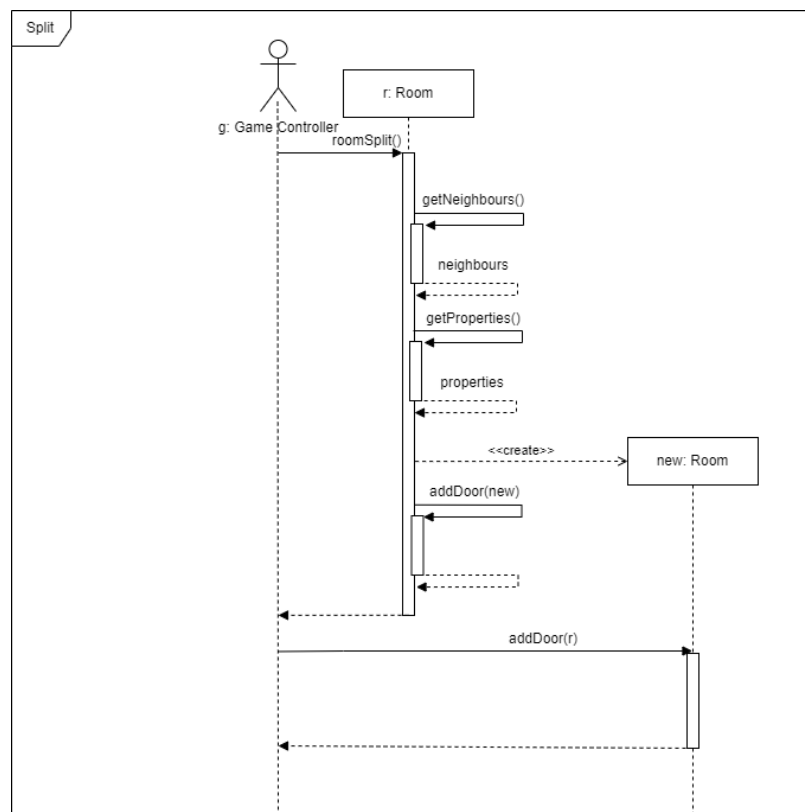 Split
r: Room
g: Game Controller
roomSplit()
getNeighbours()
neighbours
getProperties()
properties
<<create>>
new: Room
addDoor(new)
addDoor(r)